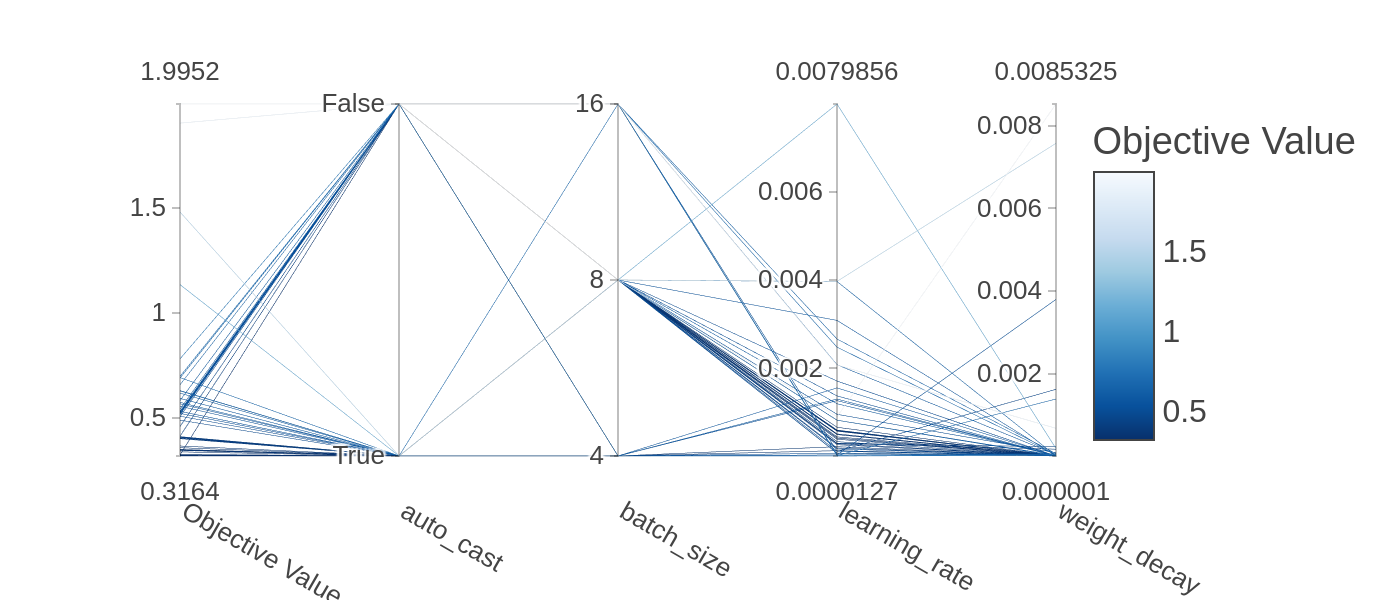 1.9952
0.0079856
0.0085325
False
16
0.008
Objective Value
0.006
1.5
0.006
1.5
8
0.004
0.004
1
1
0.002
0.002
0.5
0.5
True
4
0.3164
0.0000127
0.000001
Objective Value
auto_cast
batch_size
learning_rate
weight_decay